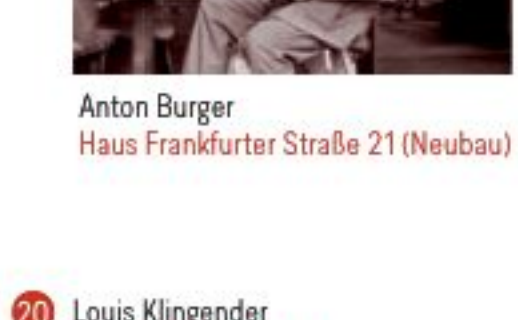 Anton Burger
Haus Frankfurter Straße 21 (Neubau)
20 Louis Klingender